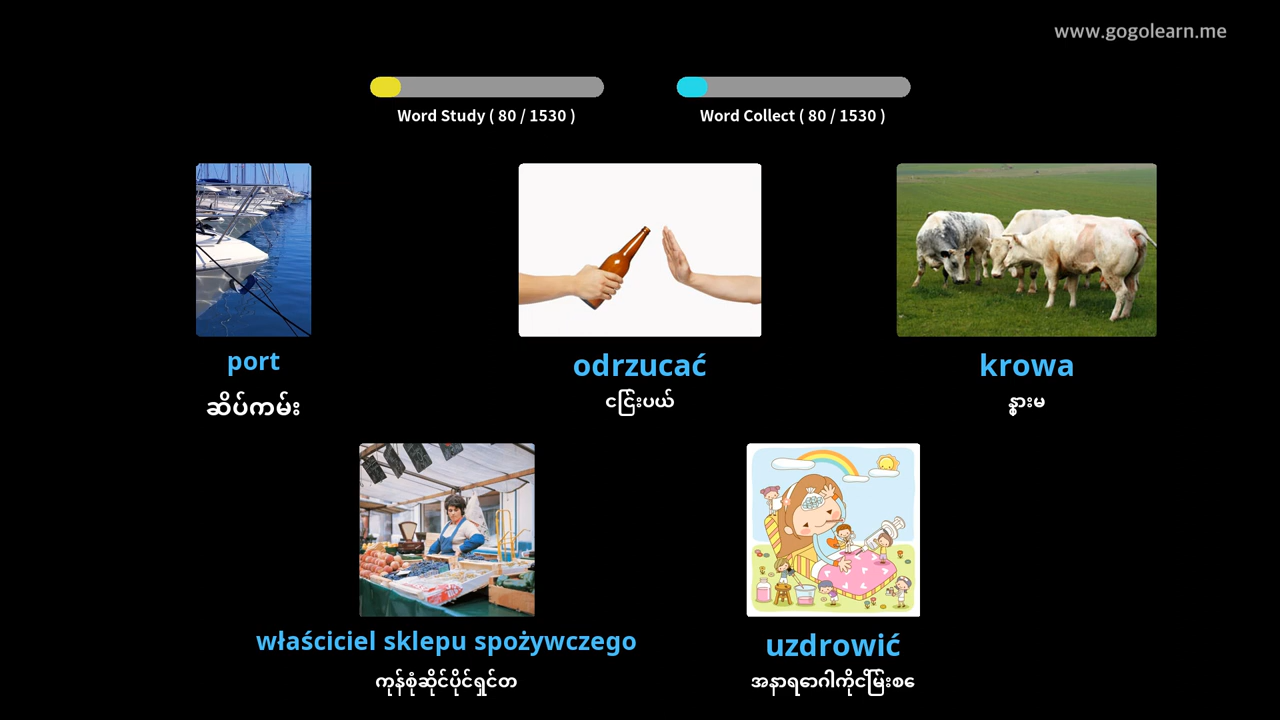 www.gogolearn.me
Word Study ( 80 / 1530 )
Word Collect ( 80 / 1530 )
port
odrzucać
krowa
ဆိပ်ကမ်း
ငငြ်းပယ်
နွားမ
właściciel sklepu spożywczego
uzdrowić
ကုန်စုံဆိုင်ပိုင်ရှင်တ
အနာရောဂါကိုငြိမ်းစေ